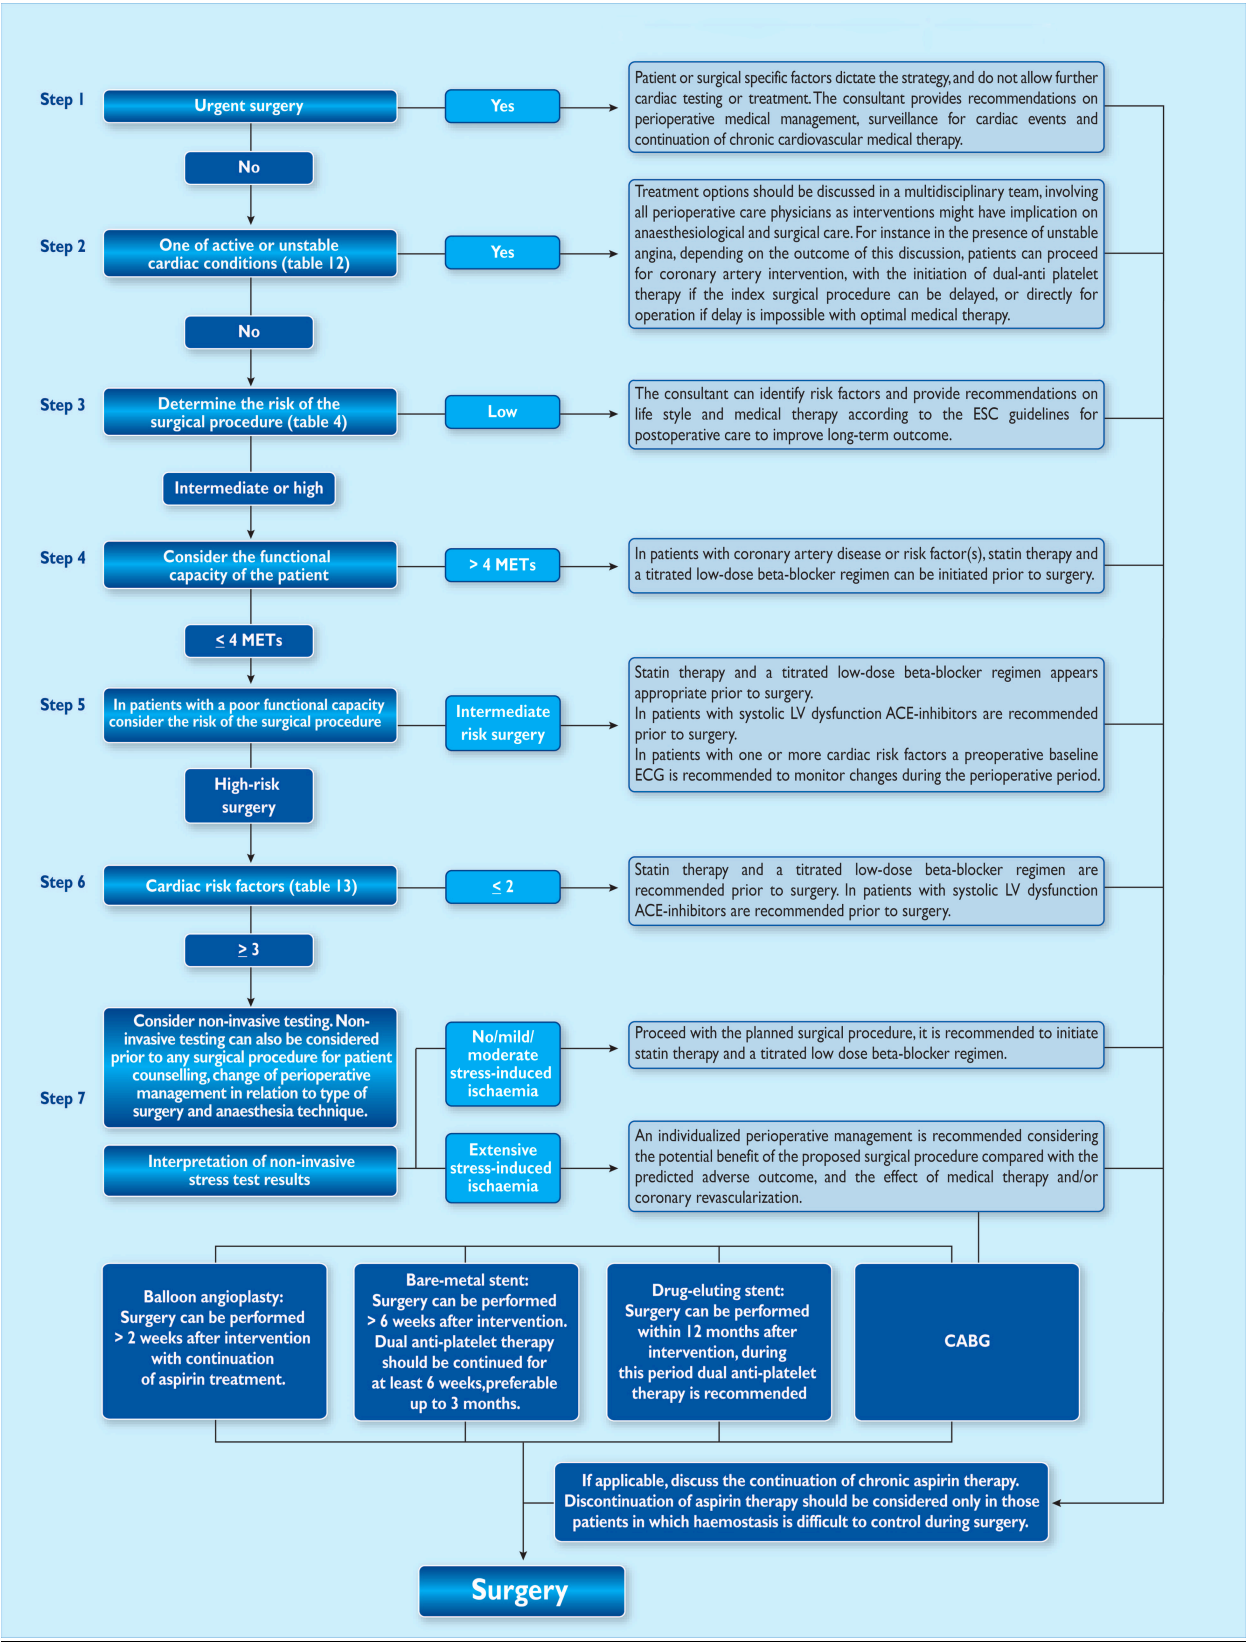 Step 1
Urgent surgery
Yes
Patient or surgical specific factors dictate the strategy, and do not allow further
cardiac testing or treatment. The consultant provides recommendations on
perioperative medical management, surveillance for cardiac events and
continuation of chronic cardiovascular medical therapy.
No
Step 2
One of active or unstable
cardiac conditions (table 12)
Yes
Treatment options should be discussed in a multidisciplinary team, involving
all perioperative care physicians as interventions might have implication on
anaesthesiological and surgical care. For instance in the presence of unstable
angina, depending on the outcome of this discussion, patients can proceed
for coronary artery intervention, with the initiation of dual-anti platelet
therapy if the index surgical procedure can be delayed, or directly for
operation if delay is impossible with optimal medical therapy.
No
Step 3
Determine the risk of the
surgical procedure (table 4)
Low
The consultant can identify risk factors and provide recommendations on
life style and medical therapy according to the ESC guidelines for
postoperative care to improve long-term outcome.
Intermediate or high
Step 4
Consider the functional
capacity of the patient
> 4 METs
In patients with coronary artery disease or risk factor(s), statin therapy and
a titrated low-dose beta-blocker regimen can be initiated prior to surgery.
≤ 4 METs
Step 5
In patients with a poor functional capacity
consider the risk of the surgical procedure
Intermediate
risk surgery
Statin therapy and a titrated low-dose beta-blocker regimen appears
appropriate prior to surgery.
In patients with systolic LV dysfunction ACE-inhibitors are recommended
prior to surgery.
In patients with one or more cardiac risk factors a preoperative baseline
ECG is recommended to monitor changes during the perioperative period.
High-risk
surgery
Step 6
Cardiac risk factors (table 13)
≤ 2
Statin therapy and a titrated low-dose beta-blocker regimen are
recommended prior to surgery. In patients with systolic LV dysfunction
ACE-inhibitors are recommended prior to surgery.
≥ 3
Step 7
Consider non-invasive testing. Non-
invasive testing can also be considered
prior to any surgical procedure for patient
counselling, change of perioperative
management in relation to type of
surgery and anaesthesia technique.
No/mild/
moderate
stress-induced
ischaemia
Proceed with the planned surgical procedure, it is recommended to initiate
statin therapy and a titrated low dose beta-blocker regimen.
Interpretation of non-invasive
stress test results
Extensive
stress-induced
ischaemia
An individualized perioperative management is recommended considering
the potential benefit of the proposed surgical procedure compared with the
predicted adverse outcome, and the effect of medical therapy and/or
coronary revascularization.
Balloon angioplasty:
Surgery can be performed
> 2 weeks after intervention
with continuation
of aspirin treatment.
Bare-metal stent:
Surgery can be performed
> 6 weeks after intervention.
Dual anti-platelet therapy
should be continued for
at least 6 weeks,preferable
up to 3 months.
Drug-eluting stent:
Surgery can be performed
within 12 months after
intervention, during
this period dual anti-platelet
therapy is recommended
CABG
If applicable, discuss the continuation of chronic aspirin therapy.
Discontinuation of aspirin therapy should be considered only in those
patients in which haemostasis is difficult to control during surgery.
Surgery